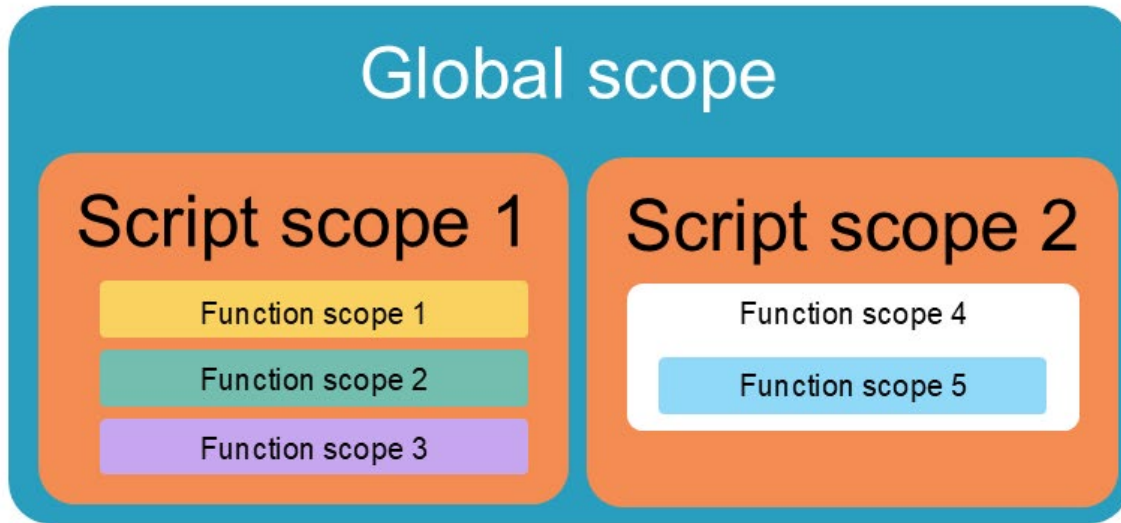 Global scope
Script scope 1
Function scope 1
Function scope 2
Function scope 3
Script scope 2
Function scope 4
Function scope 5